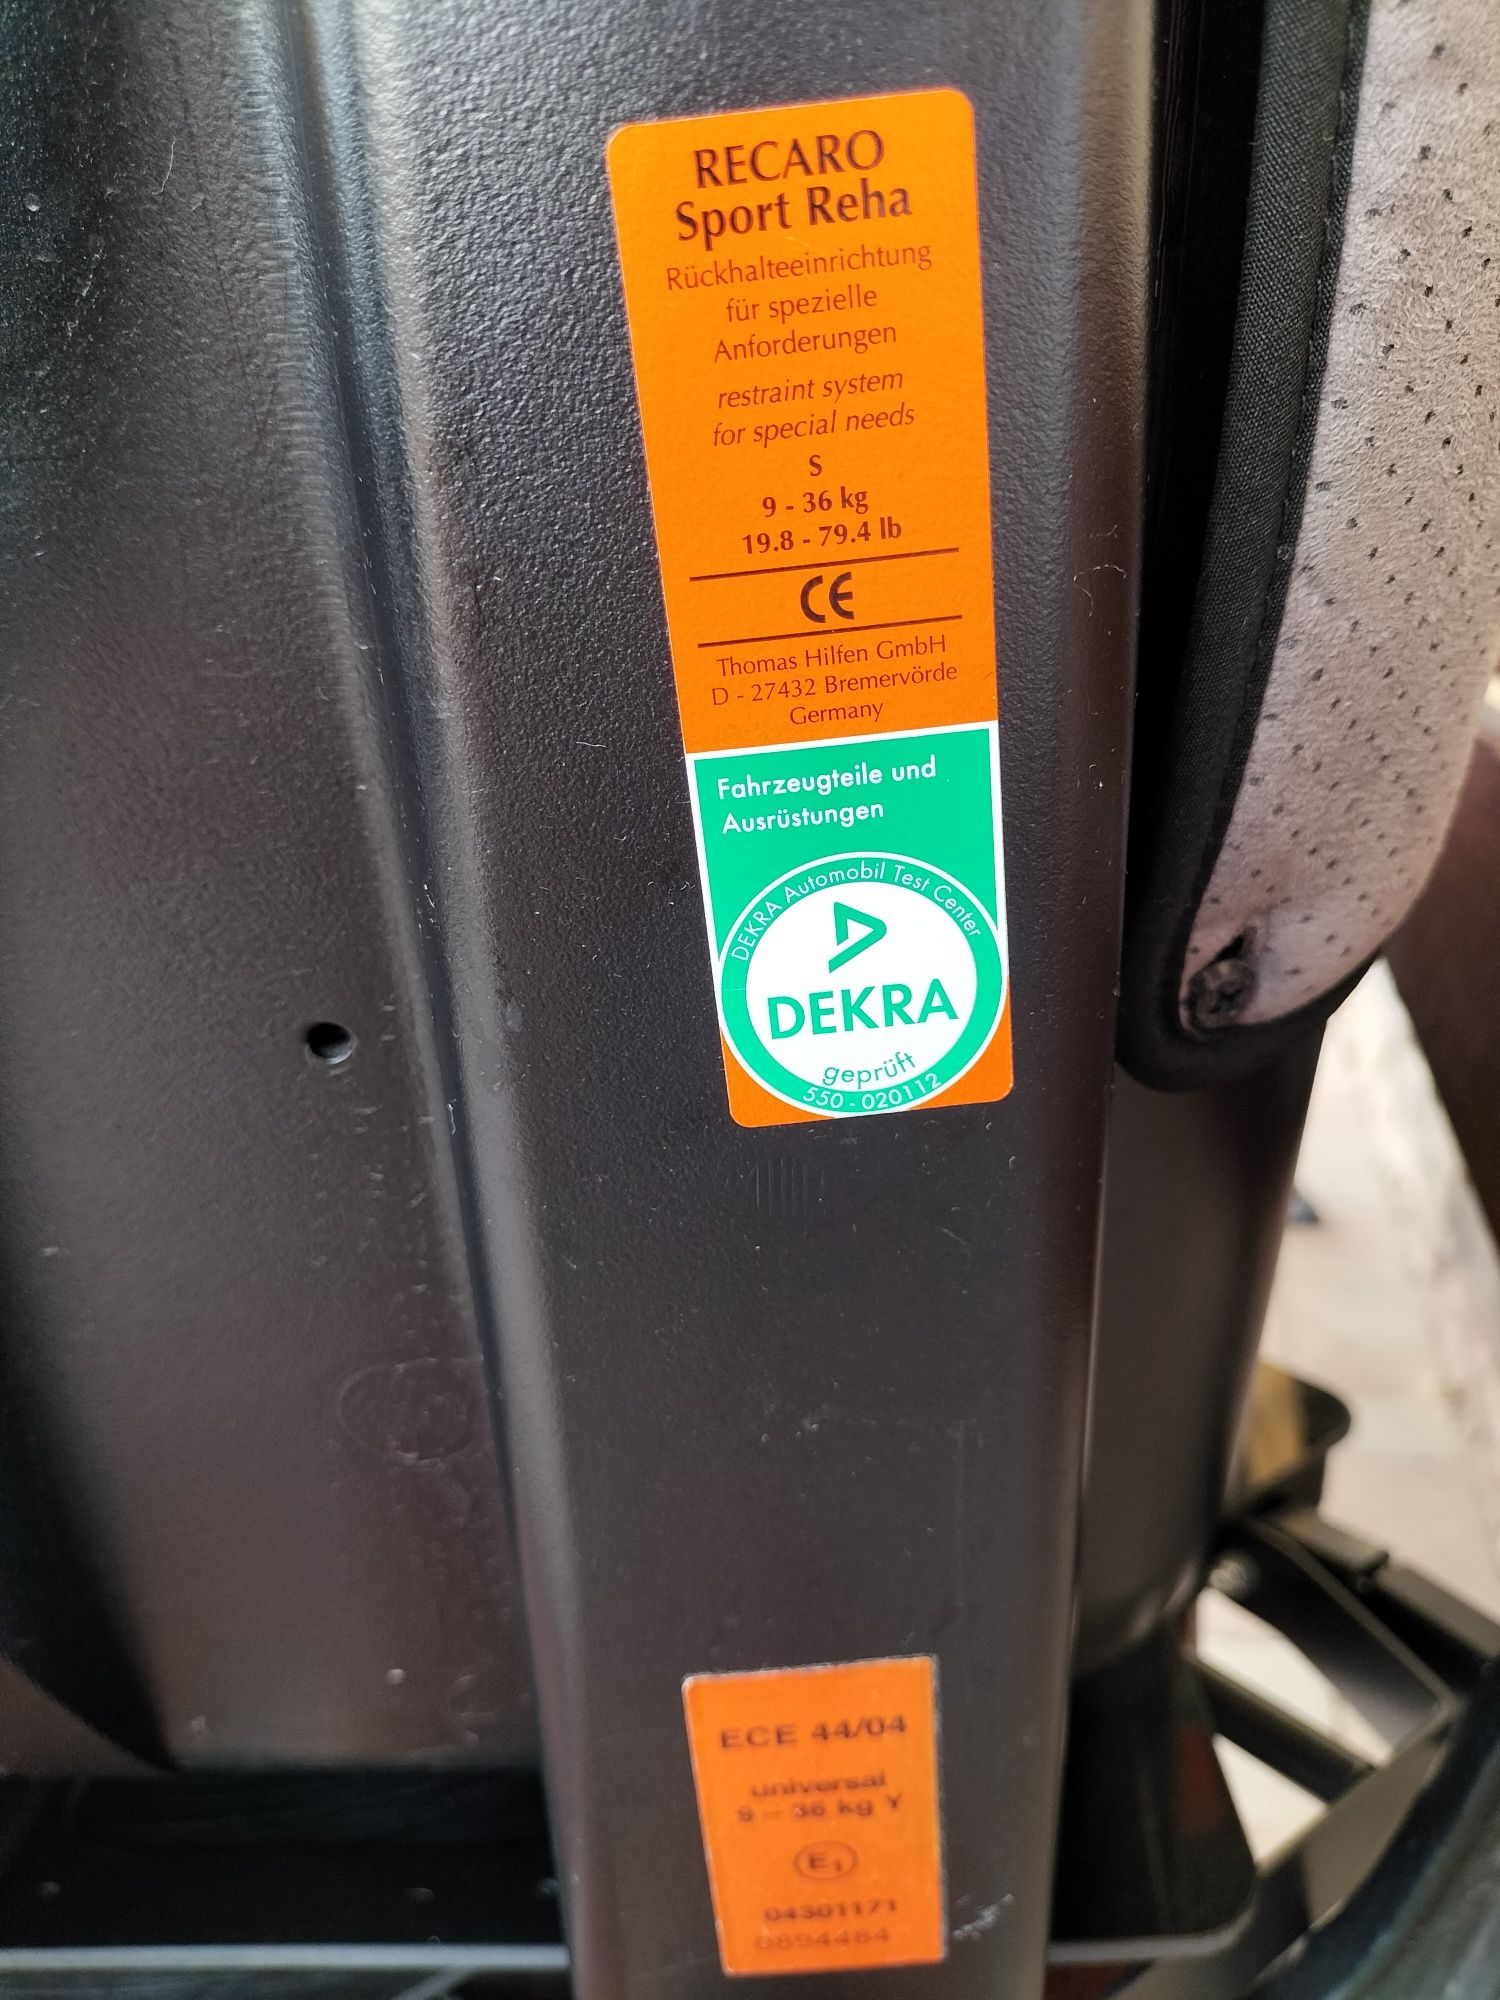 RECARO
Sport Reha
Rückhalteeinrichtung
für spezielle
Anforderungen
restraint system
for special needs
S
9 - 36 kg
19.8 - 79.4 lb
CE
Thomas Hilfen GmbH
D - 27432 Bremervörde
Germany
Fahrzeugteile und
Ausrüstungen
DEKRA Automobil Test Center
DEKRA
geprüft
550 - 020112
ECE 44/04
universal
9 - 36 kg Y
E1
04301171